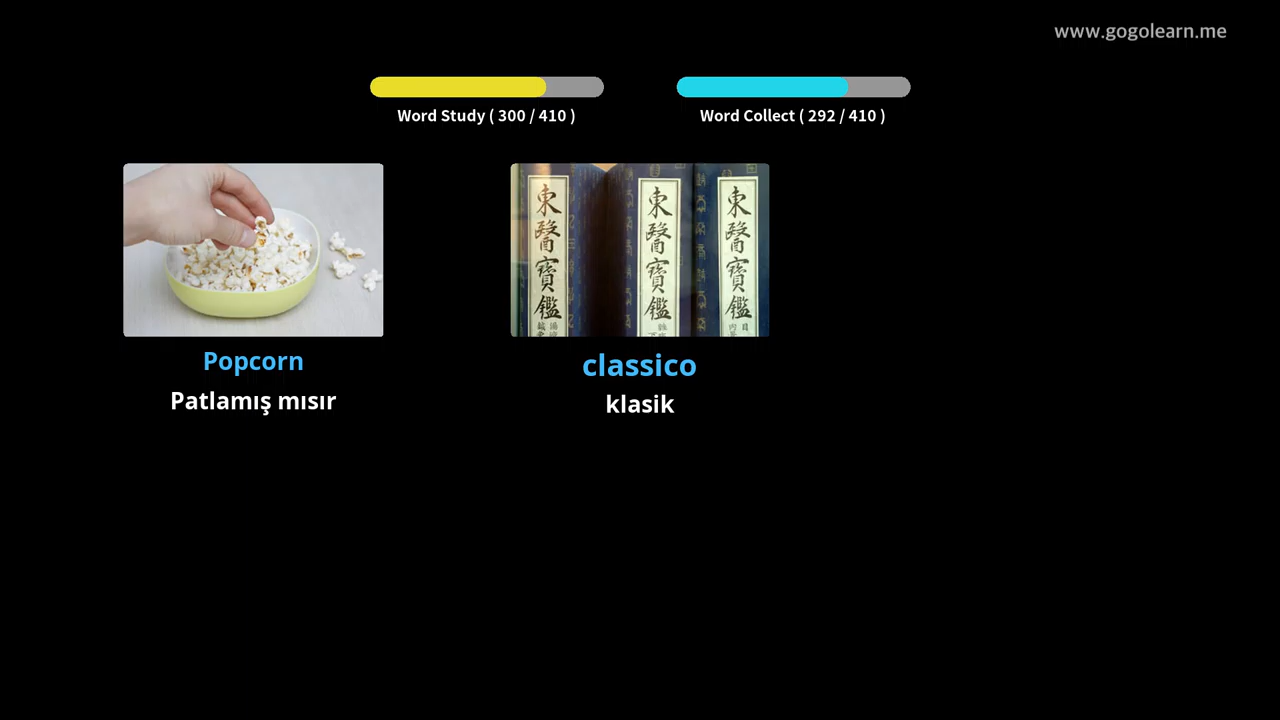 www.gogolearn.me
Word Study ( 300 / 410 )
Word Collect ( 292 / 410 )
東醫寶鑑
東醫寶鑑
東醫寶鑑
Popcorn
Patlamış mısır
classico
klasik